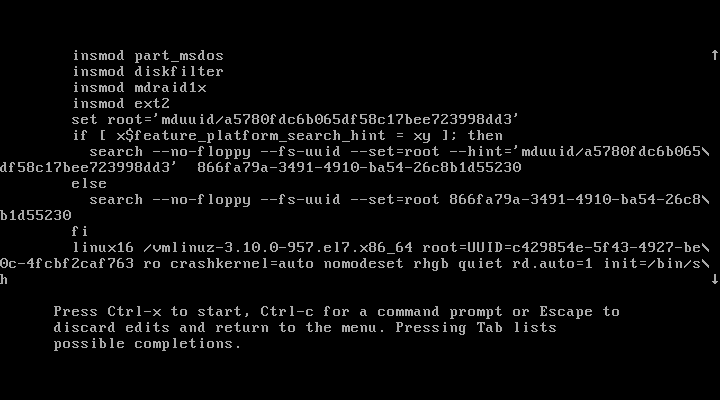 insmod part_msdos
insmod diskfilter
insmod mdraid1x
insmod ext2
set root='mduuid/a5780fdc6b065df58c17bee723998dd3'
if [ x$feature_platform_search_hint = xy ]; then
search --no-floppy --fs-uuid --set=root --hint='mduuid/a5780fdc6b065\
df58c17bee723998dd3'  866fa79a-3491-4910-ba54-26c8b1d55230
else
search --no-floppy --fs-uuid --set=root 866fa79a-3491-4910-ba54-26c8\
b1d55230
fi
linux16 /vmlinuz-3.10.0-957.el7.x86_64 root=UUID=c429854e-5f43-4927-be\
0c-4fcbf2caf763 ro crashkernel=auto nomodeset rhgb quiet rd.auto=1 init=/bin/s\
h
Press Ctrl-x to start, Ctrl-c for a command prompt or Escape to
discard edits and return to the menu. Pressing Tab lists
possible completions.